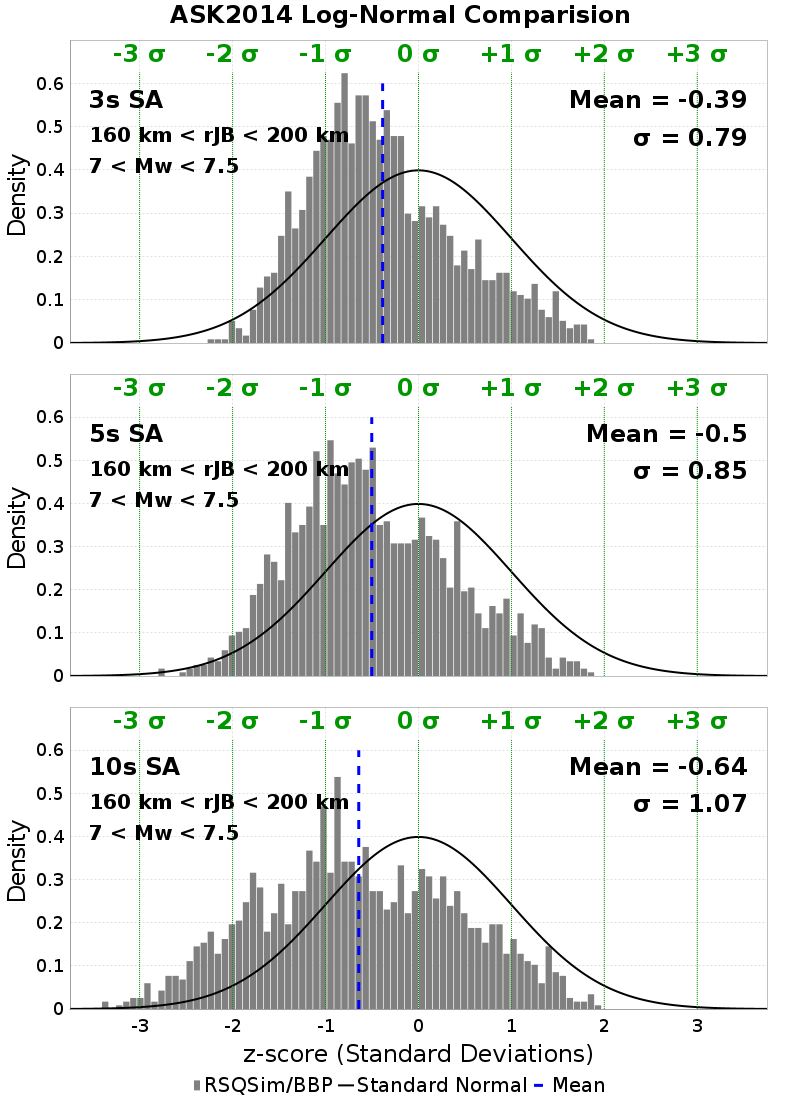 ASK2014 Log-Normal Comparision
-3 σ -2 σ -1 σ 0 σ +1 σ +2 σ +3 σ
3s SA
Mean = -0.39
160 km < rJB < 200 km
σ = 0.79
7 < Mw < 7.5
Density
0.6
0.5
0.4
0.3
0.2
0.1
0
-3 σ -2 σ -1 σ 0 σ +1 σ +2 σ +3 σ
5s SA
Mean = -0.5
160 km < rJB < 200 km
σ = 0.85
7 < Mw < 7.5
Density
0.6
0.5
0.4
0.3
0.2
0.1
0
-3 σ -2 σ -1 σ 0 σ +1 σ +2 σ +3 σ
10s SA
Mean = -0.64
160 km < rJB < 200 km
σ = 1.07
7 < Mw < 7.5
Density
0.6
0.5
0.4
0.3
0.2
0.1
0
-3 -2 -1 0 1 2 3
z-score (Standard Deviations)
RSQSim/BBP Standard Normal Mean